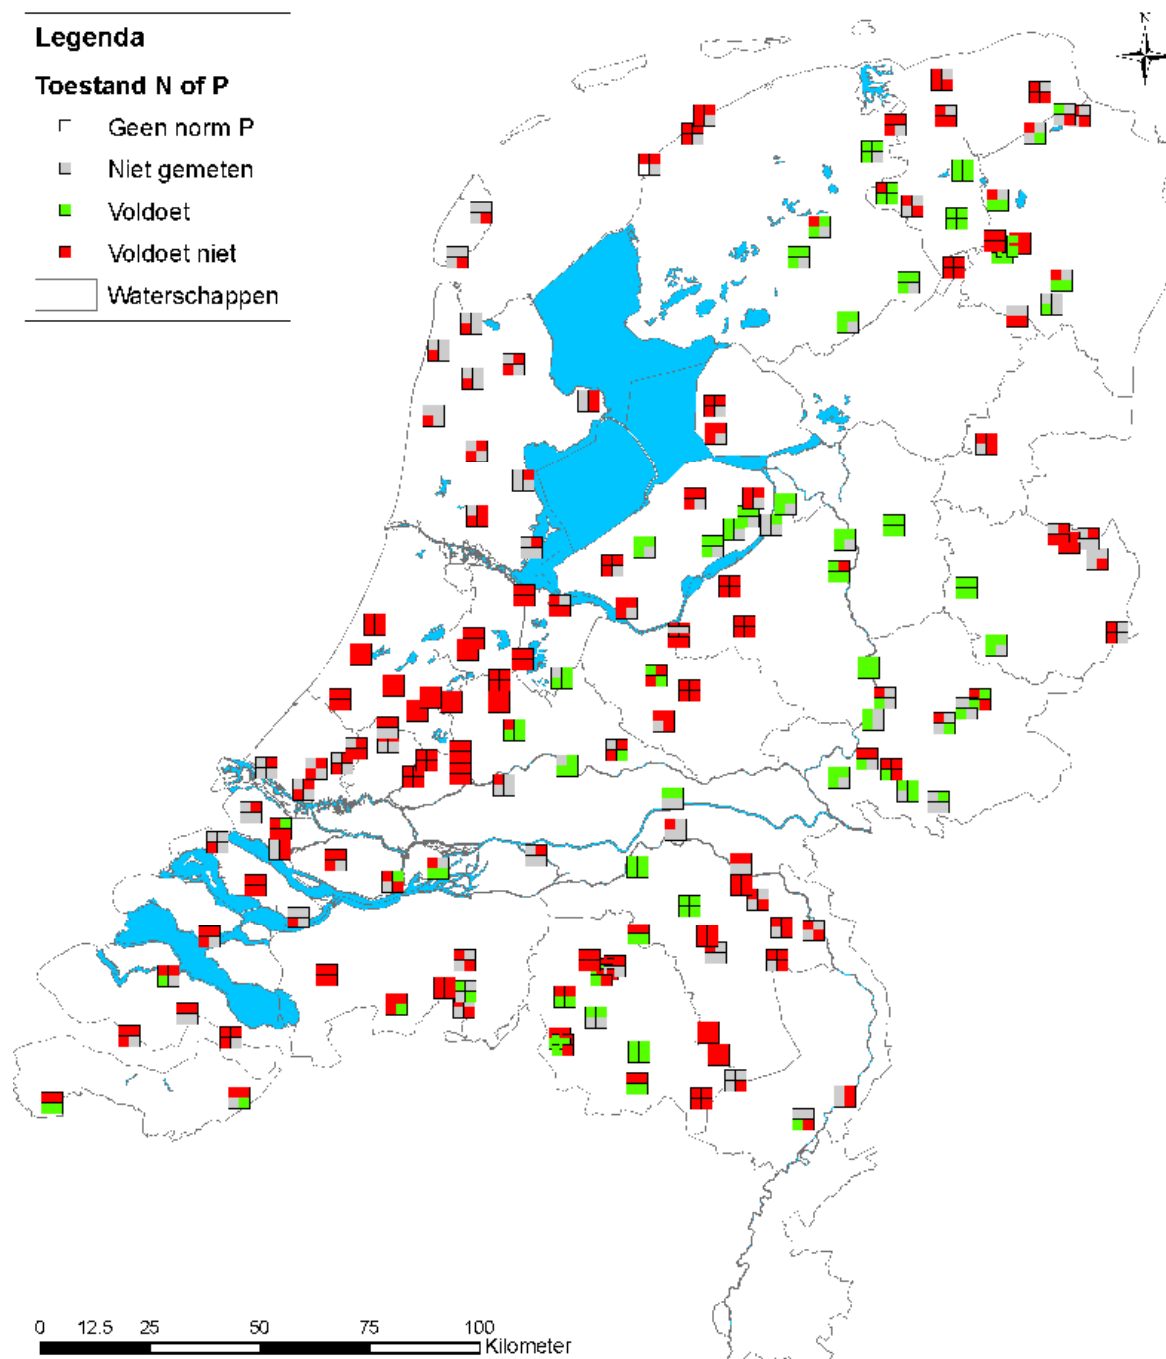 Legenda
Toestand N of P
Geen norm P
Niet gemeten
Voldoet
Voldoet niet
Waterschappen
N
0 12.5 25 50 75 100
Kilometer